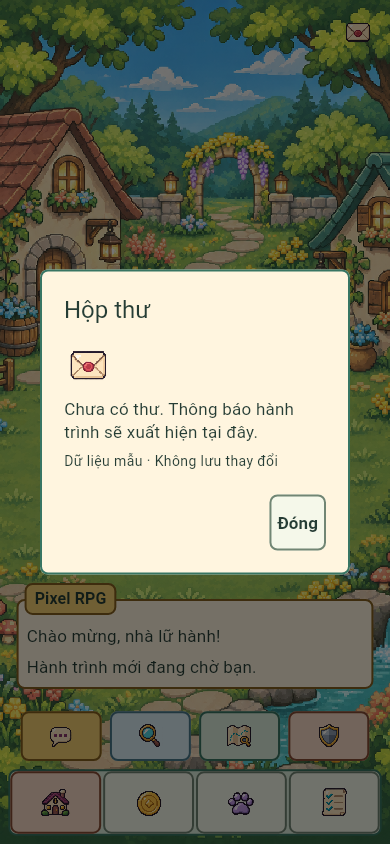 Hộp thư
Chưa có thư. Thông báo hành
trình sẽ xuất hiện tại đây.
Dữ liệu mẫu · Không lưu thay đổi
Đóng
Pixel RPG
Chào mừng, nhà lữ hành!
Hành trình mới đang chờ bạn.